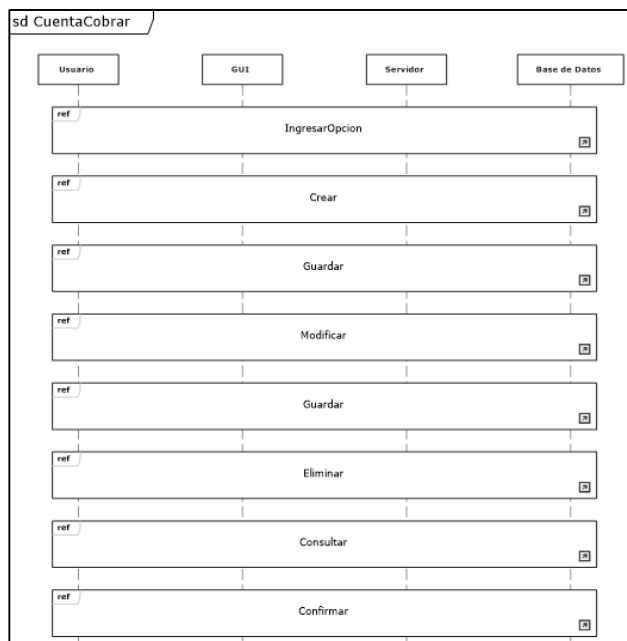 sd CuentaCobrar
Usuario GUI Servidor Base de Datos
ref
IngresarOpcion
ref
Crear
ref
Guardar
ref
Modificar
ref
Guardar
ref
Eliminar
ref
Consultar
ref
Confirmar